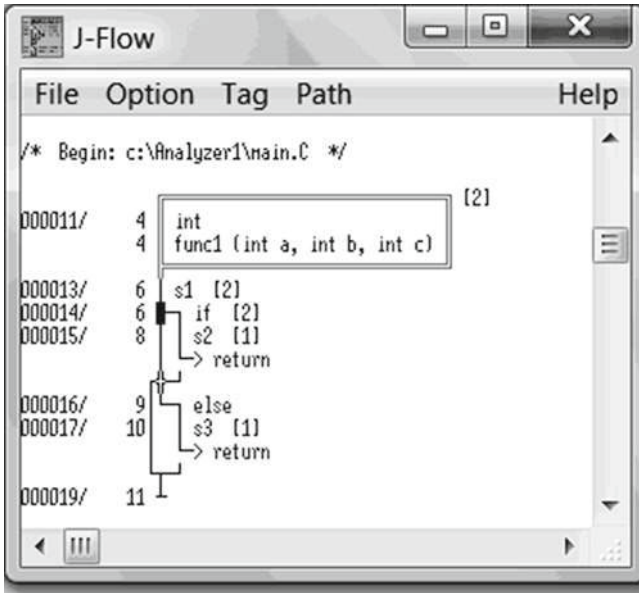 J-Flow
File Option Tag Path Help
/* Begin: c:\Analyzer1\main.C */
[2]
000011/ 4 int
4 func1 (int a, int b, int c)
000013/ 6 s1 [2]
000014/ 6 if [2]
000015/ 8 s2 [1]
return
000016/ 9 else
000017/ 10 s3 [1]
return
000019/ 11